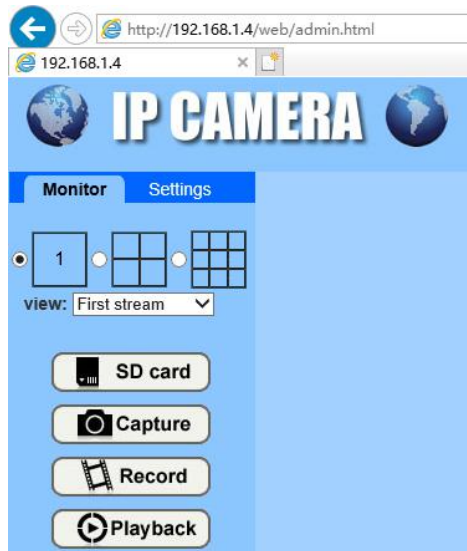 http://192.168.1.4/web/admin.html
192.168.1.4
IP CAMERA
Monitor Settings
1
view: First stream
SD card
Capture
Record
Playback